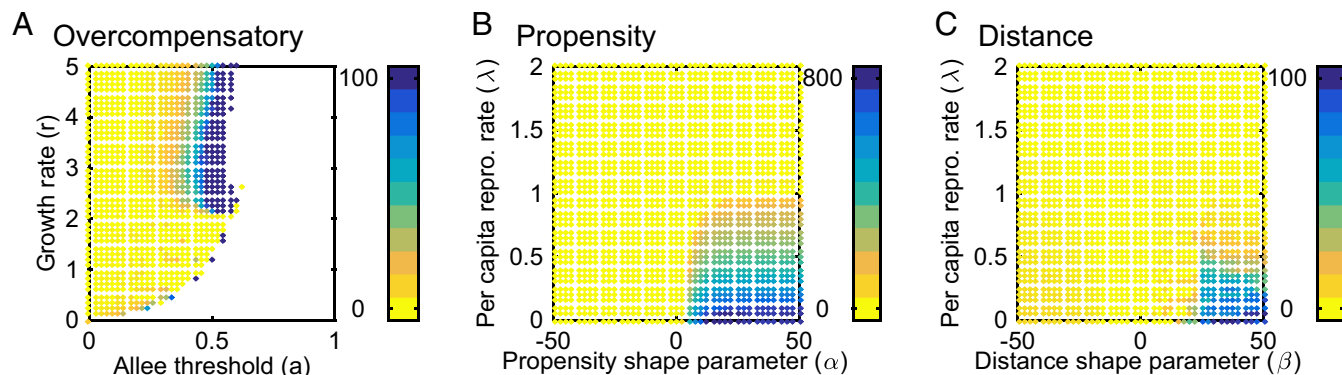 A Overcompensatory
5
4
3
2
1
0
Growth rate (r)
0 0.5 1
Allee threshold (a)
100
0
B Propensity
2
1.5
1
0.5
0
Per capita repro. rate (λ)
-50 0 50
Propensity shape parameter (α)
800
0
C Distance
2
1.5
1
0.5
0
Per capita repro. rate (λ)
-50 0 50
Distance shape parameter (β)
100
0